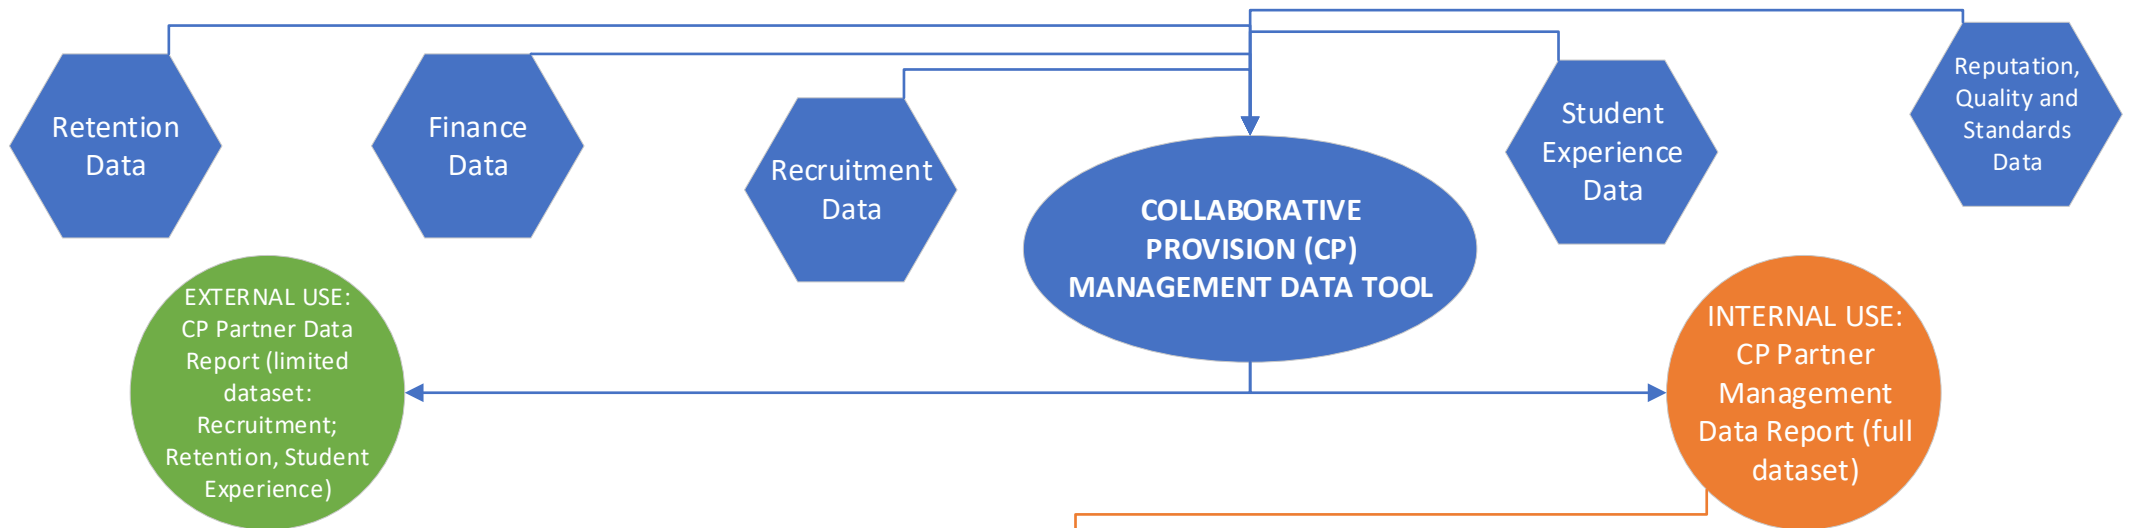 Retention
Data
Finance
Data
Recruitment
Data
COLLABORATIVE
PROVISION (CP)
MANAGEMENT DATA TOOL
Student
Experience
Data
Reputation,
Quality and
Standards
Data
EXTERNAL USE:
CP Partner Data
Report (limited
dataset:
Recruitment;
Retention, Student
Experience)
INTERNAL USE:
CP Partner
Management
Data Report (full
dataset)